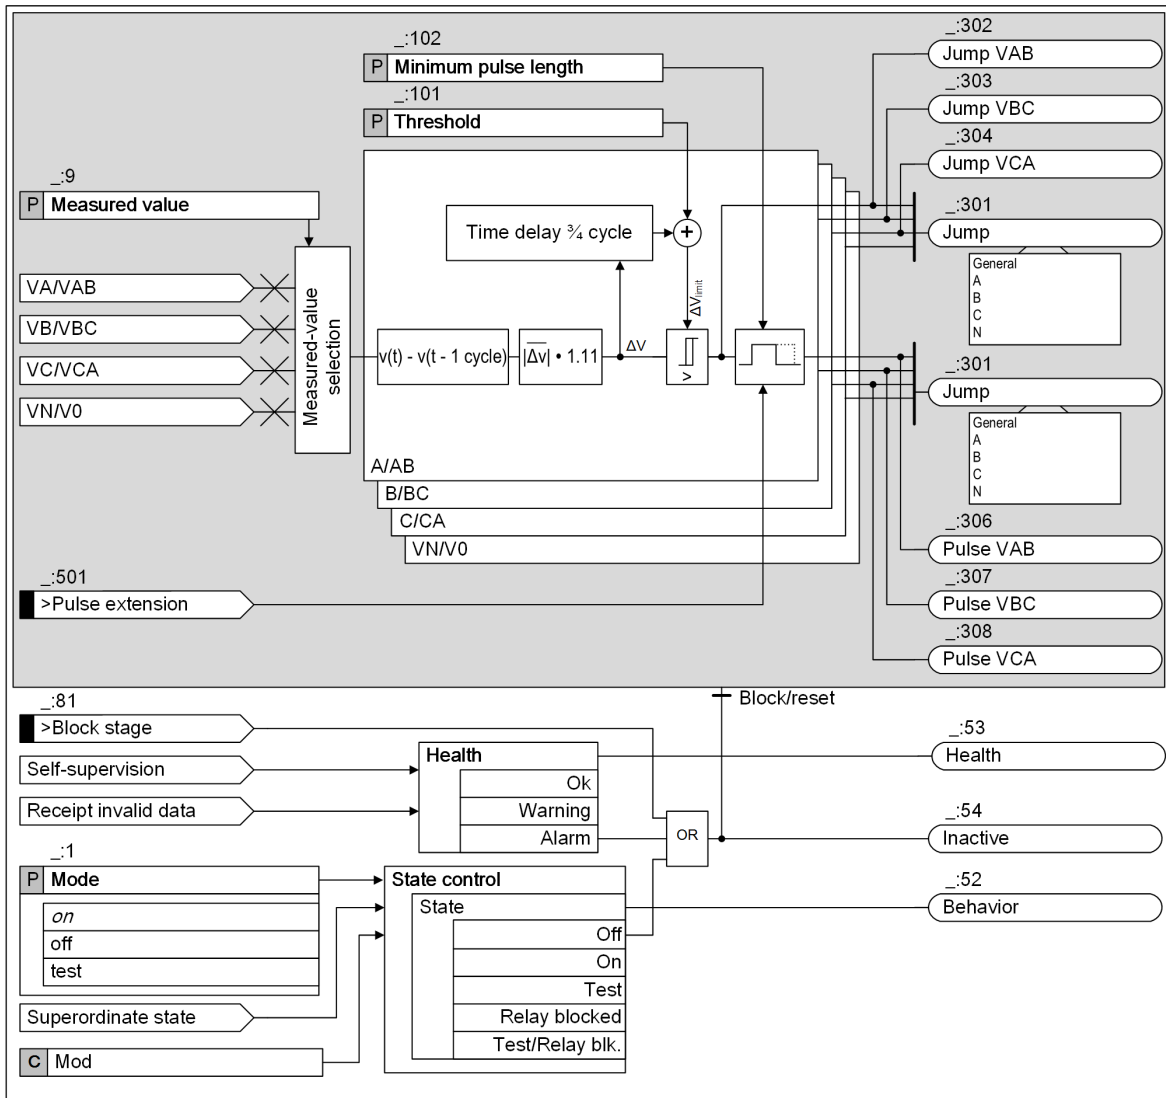 _:302
Jump VAB
_:303
Jump VBC
_:304
Jump VCA
_:301
Jump
General
A
B
C
N
_:301
Jump
General
A
B
C
N
_:306
Pulse VAB
_:307
Pulse VBC
_:308
Pulse VCA
_:102
P Minimum pulse length
_:101
P Threshold
_:9
P Measured value
VA/VAB
VB/VBC
VC/VCA
VN/V0
Measured-value
selection
Time delay ¾ cycle
+
ΔVlimit
v(t) - v(t - 1 cycle)
|Δv| • 1.11
ΔV
v
A/AB
B/BC
C/CA
VN/V0
_:501
>Pulse extension
Block/reset
_:81
>Block stage
Self-supervision
Receipt invalid data
Health
Ok
Warning
Alarm
OR
_:53
Health
_:54
Inactive
_:52
Behavior
_:1
P Mode
on
off
test
Superordinate state
C Mod
State control
State
Off
On
Test
Relay blocked
Test/Relay blk.